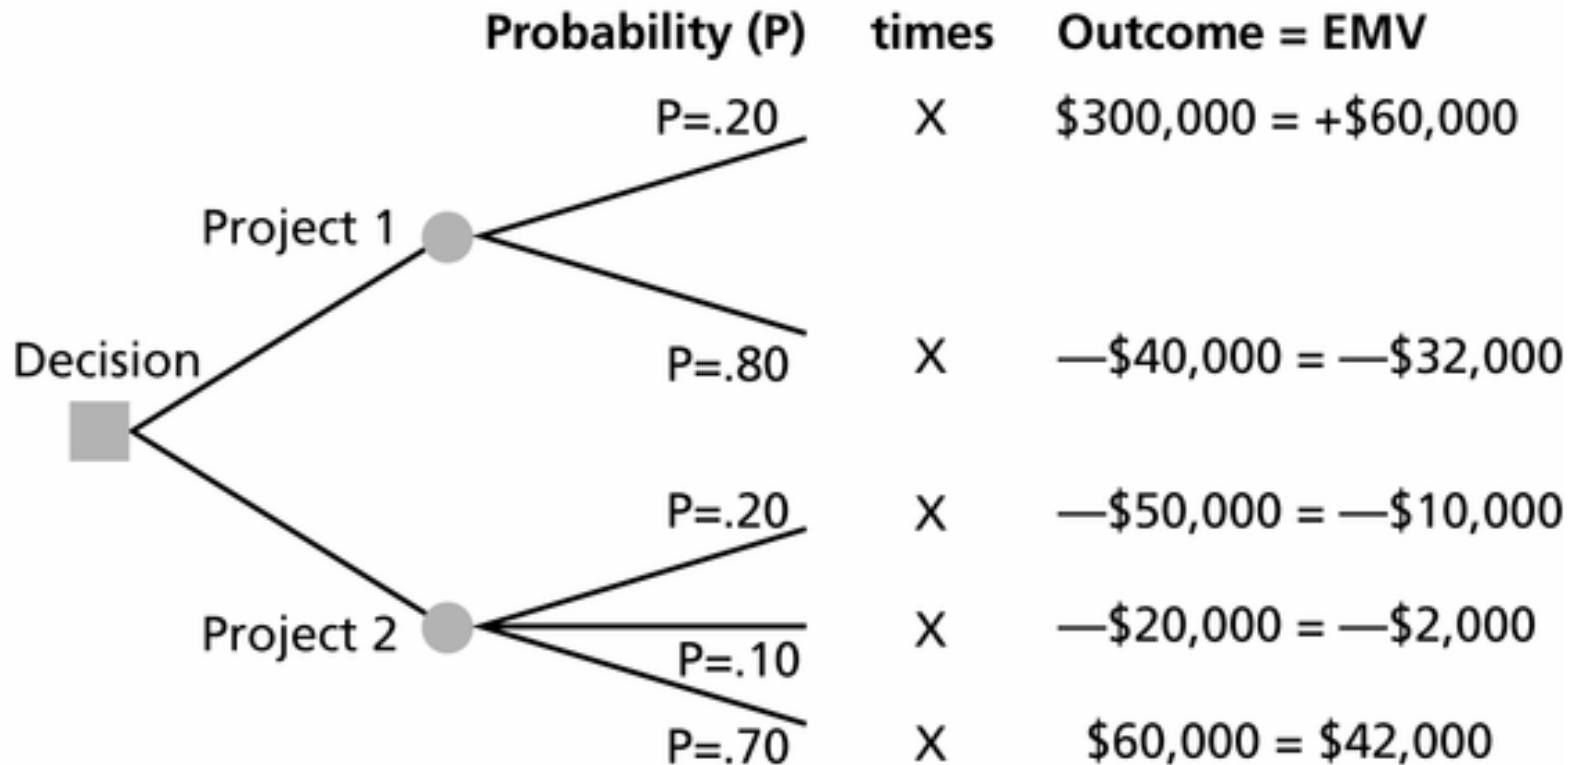 Probability (P) times Outcome = EMV
P=.20 X $300,000 = +$60,000
Project 1
P=.80 X —$40,000 = —$32,000
Decision
P=.20 X —$50,000 = —$10,000
Project 2
P=.10 X —$20,000 = —$2,000
P=.70 X $60,000 = $42,000